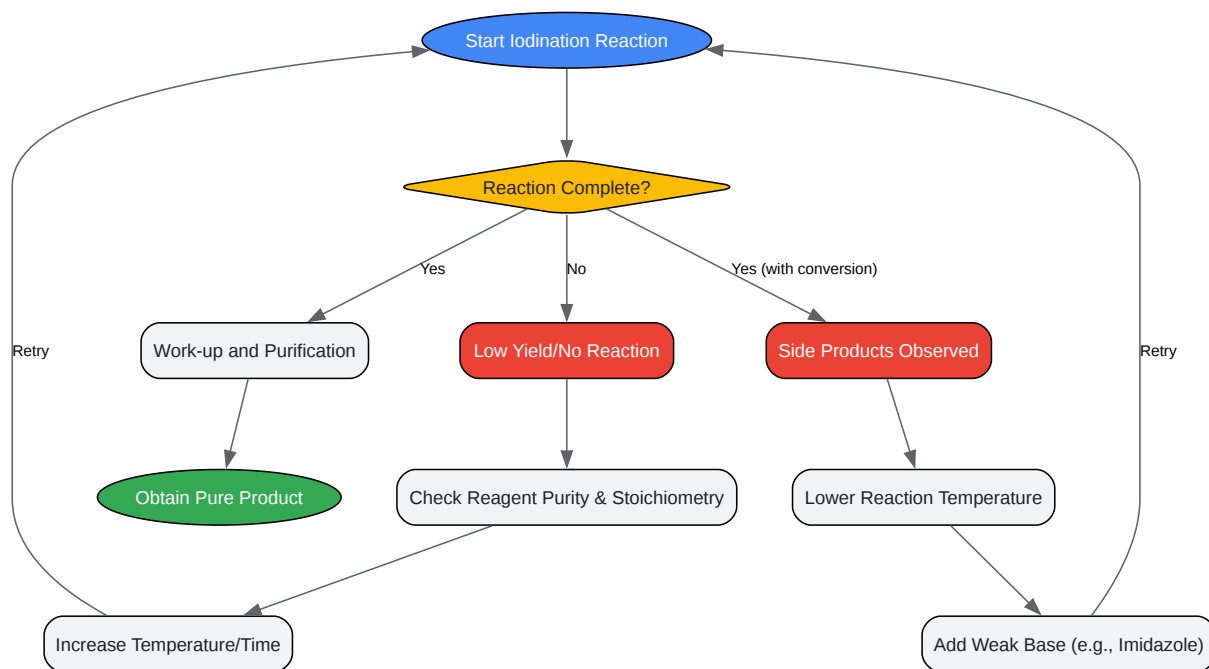 Start Iodination Reaction
Reaction Complete?
Yes
No
Yes (with conversion)
Retry
Work-up and Purification
Low Yield/No Reaction
Side Products Observed
Retry
Obtain Pure Product
Check Reagent Purity & Stoichiometry
Lower Reaction Temperature
Increase Temperature/Time
Add Weak Base (e.g., Imidazole)